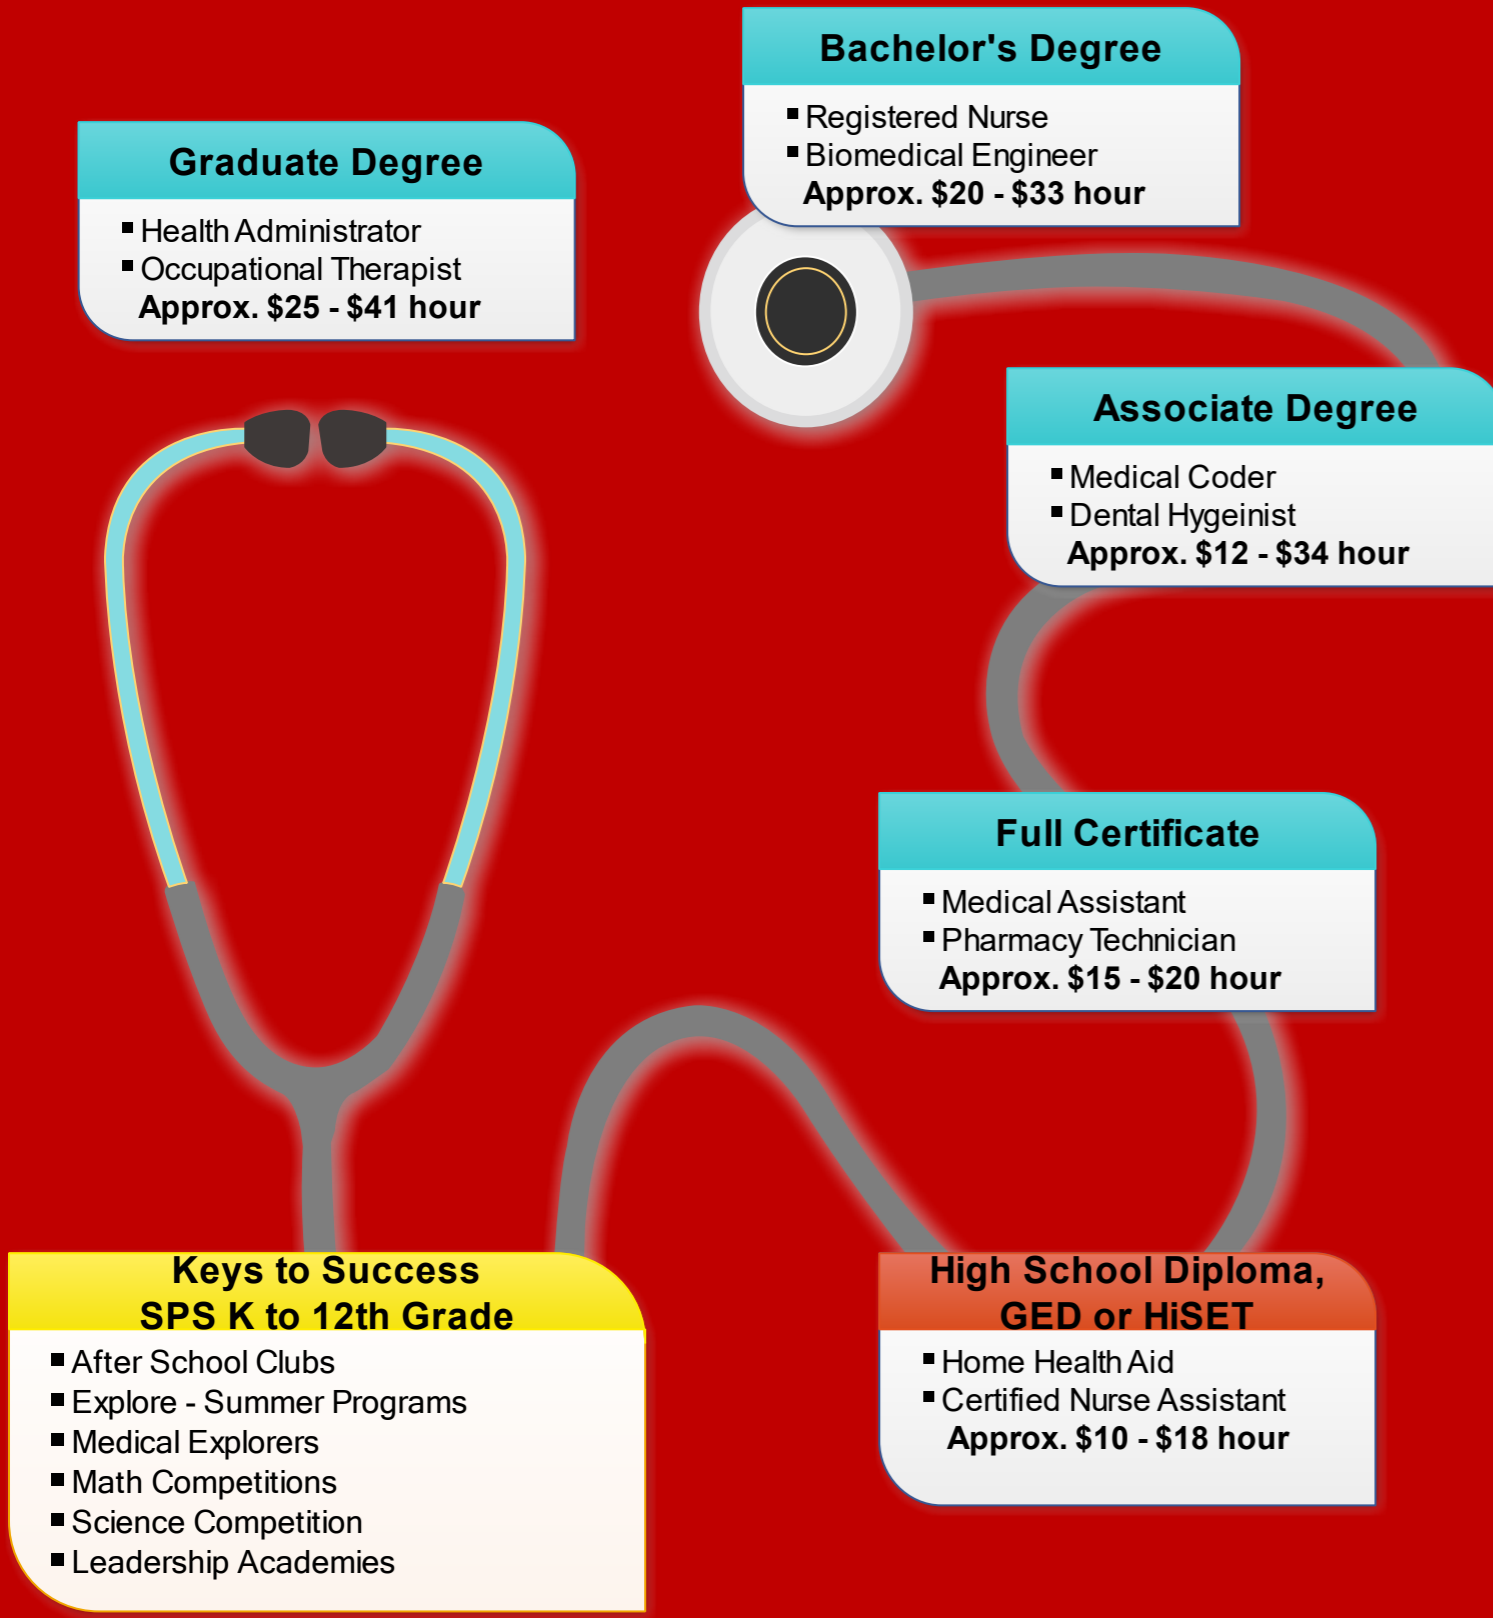 Bachelor's Degree
▪ Registered Nurse
▪ Biomedical Engineer
Approx. $20 - $33 hour
Graduate Degree
▪ Health Administrator
▪ Occupational Therapist
Approx. $25 - $41 hour
Associate Degree
▪ Medical Coder
▪ Dental Hygeinist
Approx. $12 - $34 hour
Full Certificate
▪ Medical Assistant
▪ Pharmacy Technician
Approx. $15 - $20 hour
Keys to Success
SPS K to 12th Grade
▪ After School Clubs
▪ Explore - Summer Programs
▪ Medical Explorers
▪ Math Competitions
▪ Science Competition
▪ Leadership Academies
High School Diploma,
GED or HiSET
▪ Home Health Aid
▪ Certified Nurse Assistant
Approx. $10 - $18 hour